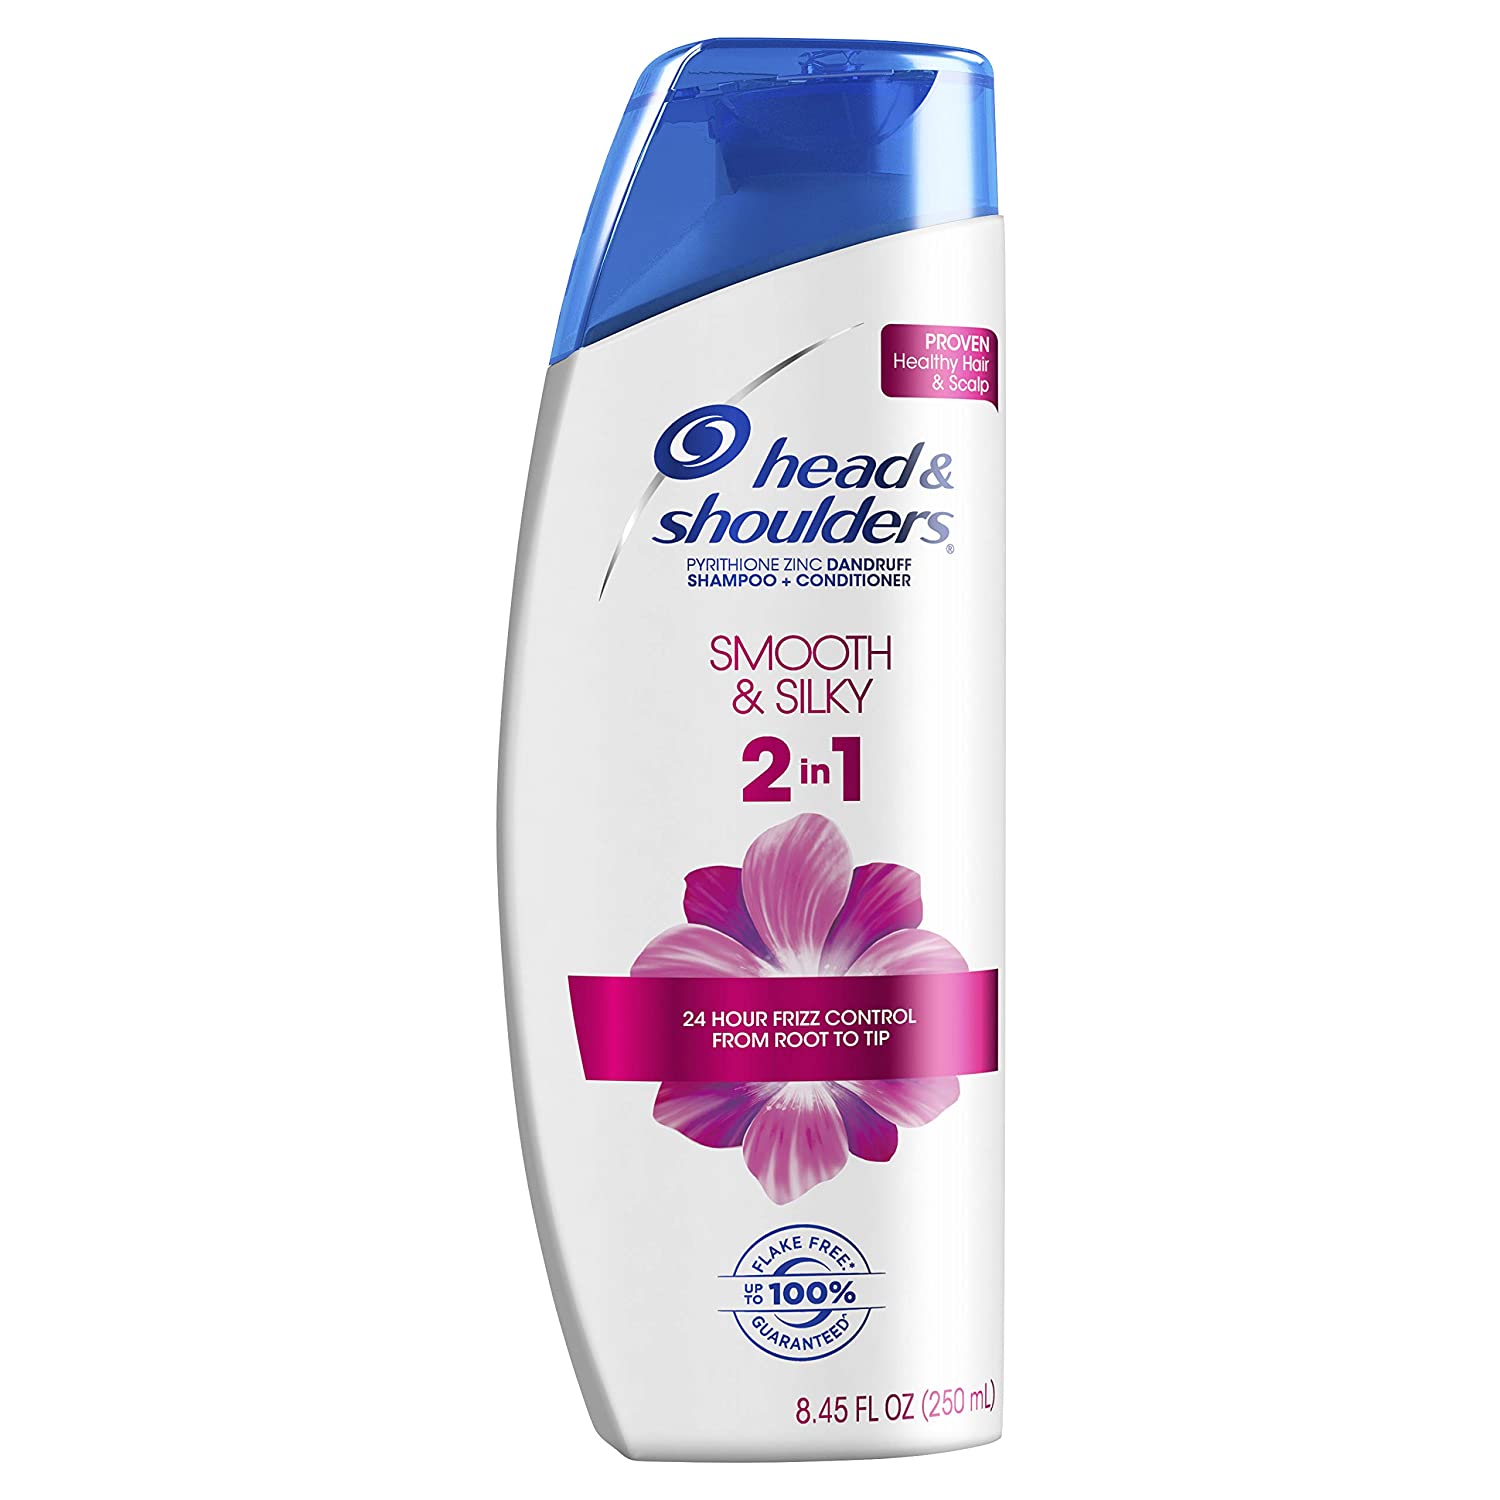 PROVEN
Healthy Hair
& Scalp
head &
shoulders®
PYRITHIONE ZINC DANDRUFF
SHAMPOO + CONDITIONER
SMOOTH
& SILKY
2 in 1
24 HOUR FRIZZ CONTROL
FROM ROOT TO TIP
FLAKE FREE.*
UP TO 100%
GUARANTEED^
8.45 FL OZ (250 mL)